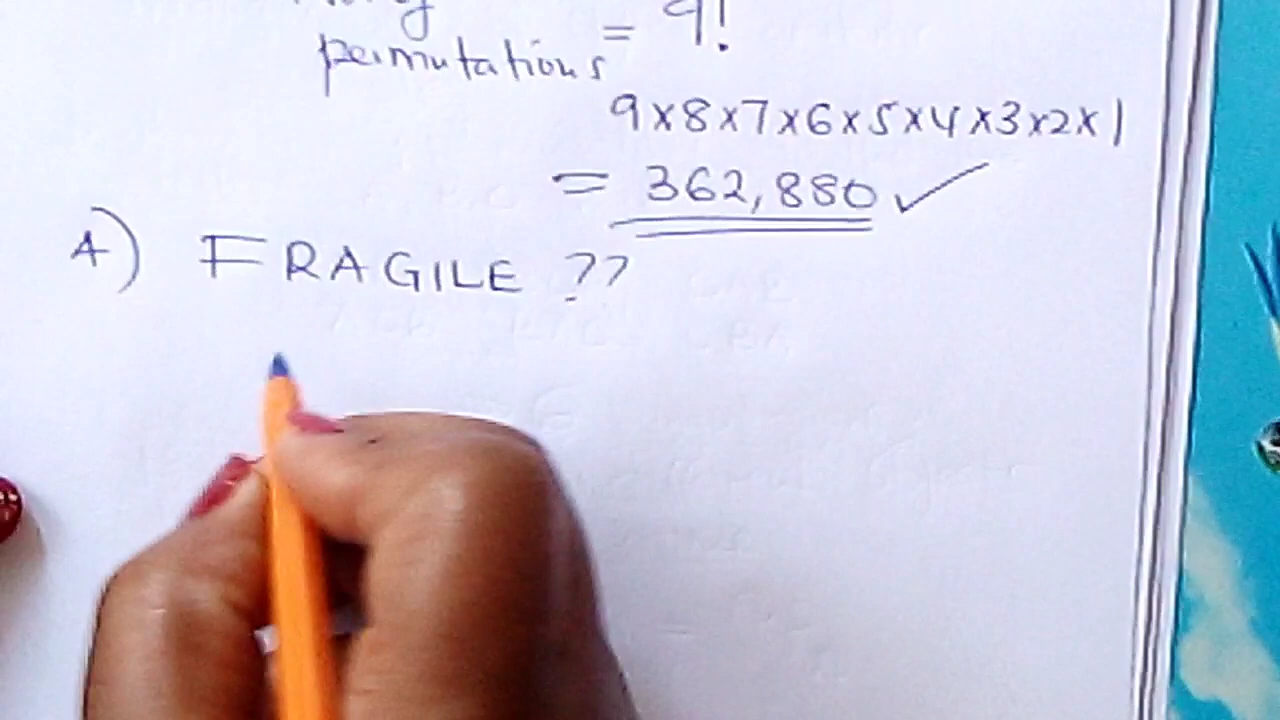 = 9!
permutations
9x8x7x6x5x4x3x2x1
= 362,880 ✓
4) FRAGILE ??